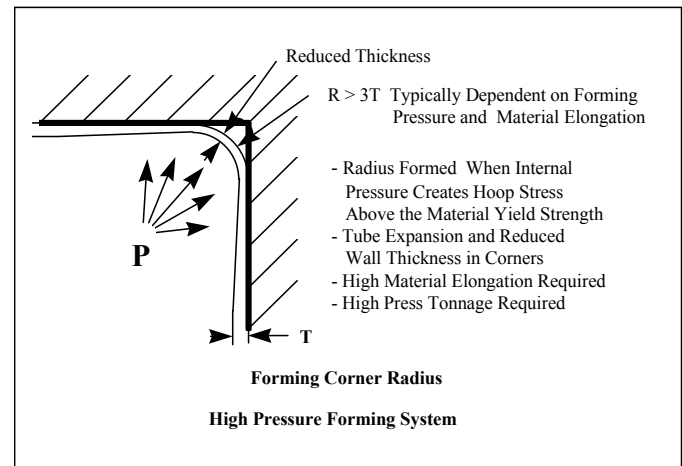 Reduced Thickness
R > 3T Typically Dependent on Forming
Pressure and Material Elongation
- Radius Formed When Internal
Pressure Creates Hoop Stress
Above the Material Yield Strength
- Tube Expansion and Reduced
Wall Thickness in Corners
- High Material Elongation Required
- High Press Tonnage Required
P
T
Forming Corner Radius
High Pressure Forming System